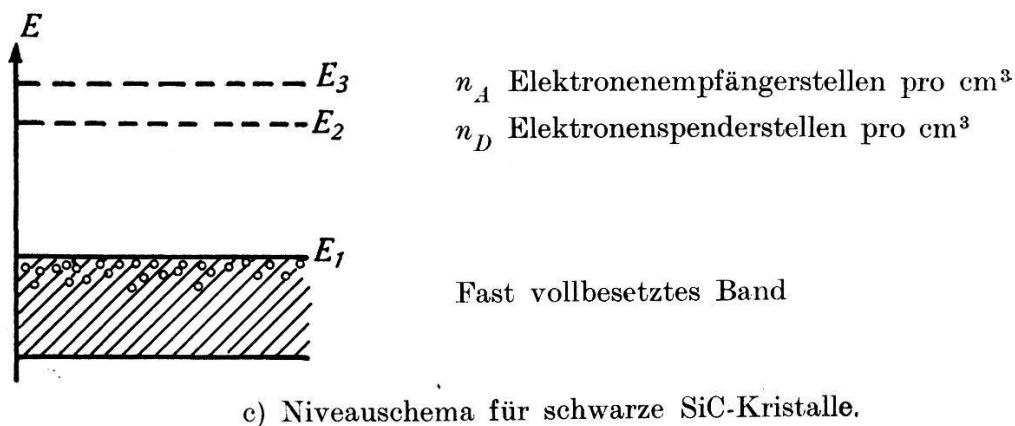 E
E₃ n_A Elektronenempfängerstellen pro cm³
E₂ n_D Elektronenspenderstellen pro cm³
E₁
Fast vollbesetztes Band
c) Niveauschema für schwarze SiC-Kristalle.